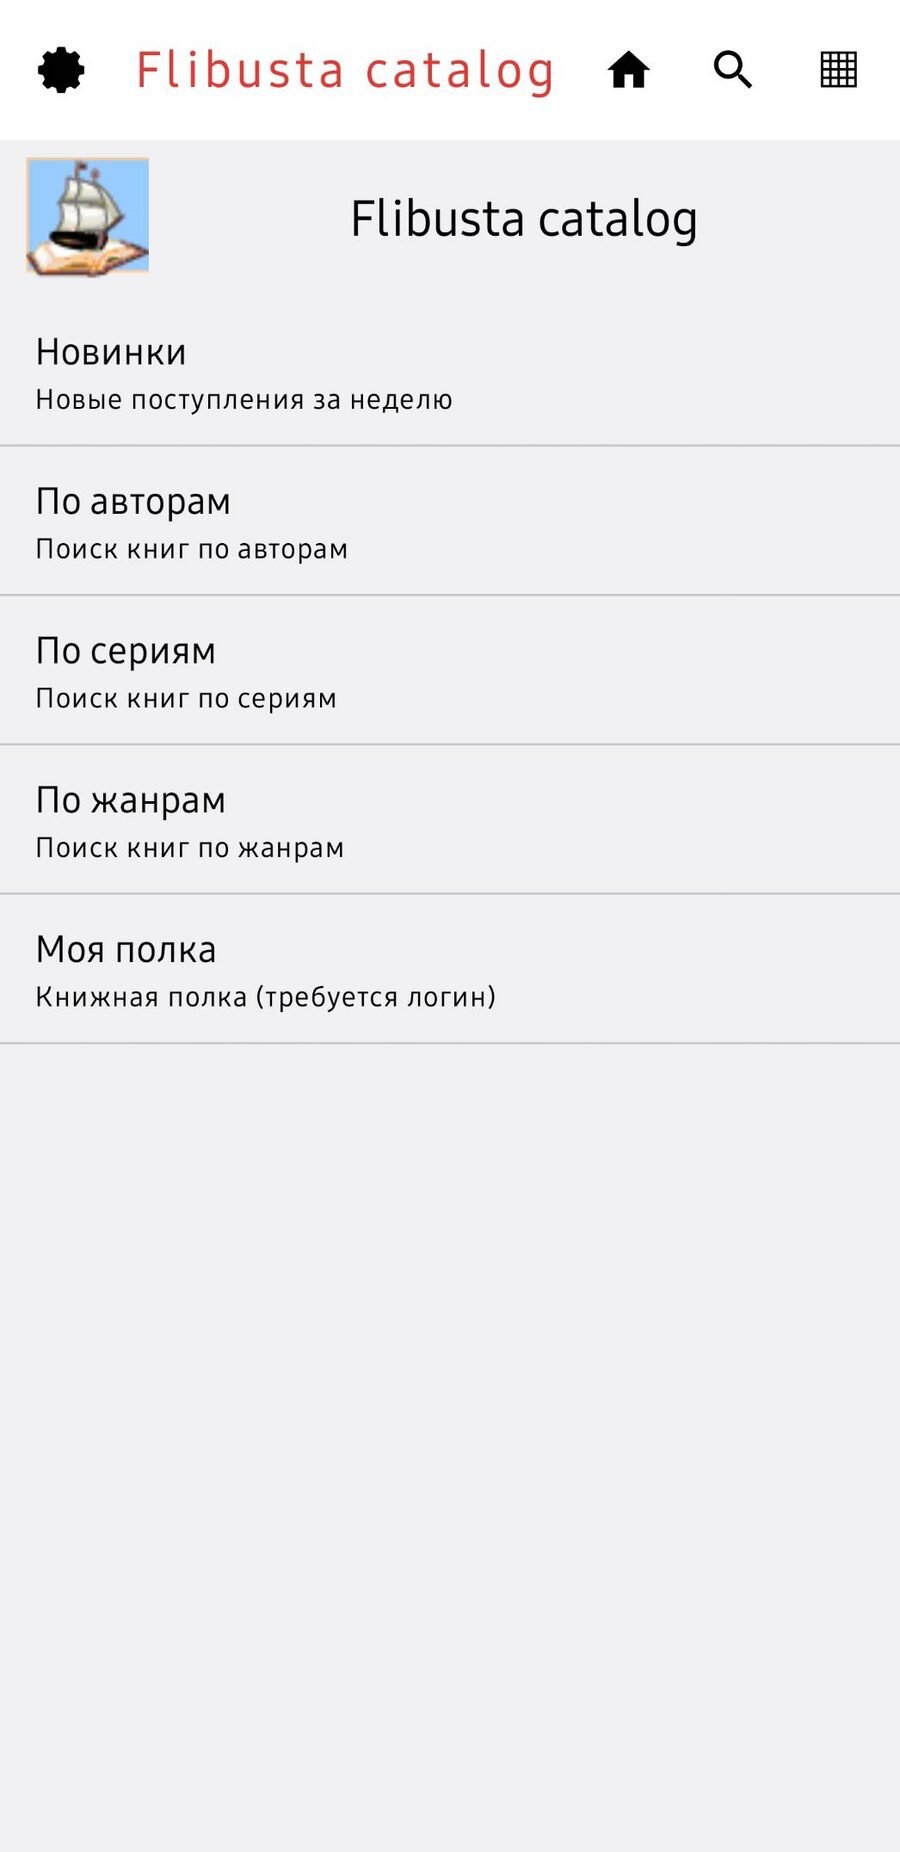 Flibusta catalog
Flibusta catalog
Новинки
Новые поступления за неделю
По авторам
Поиск книг по авторам
По сериям
Поиск книг по сериям
По жанрам
Поиск книг по жанрам
Моя полка
Книжная полка (требуется логин)